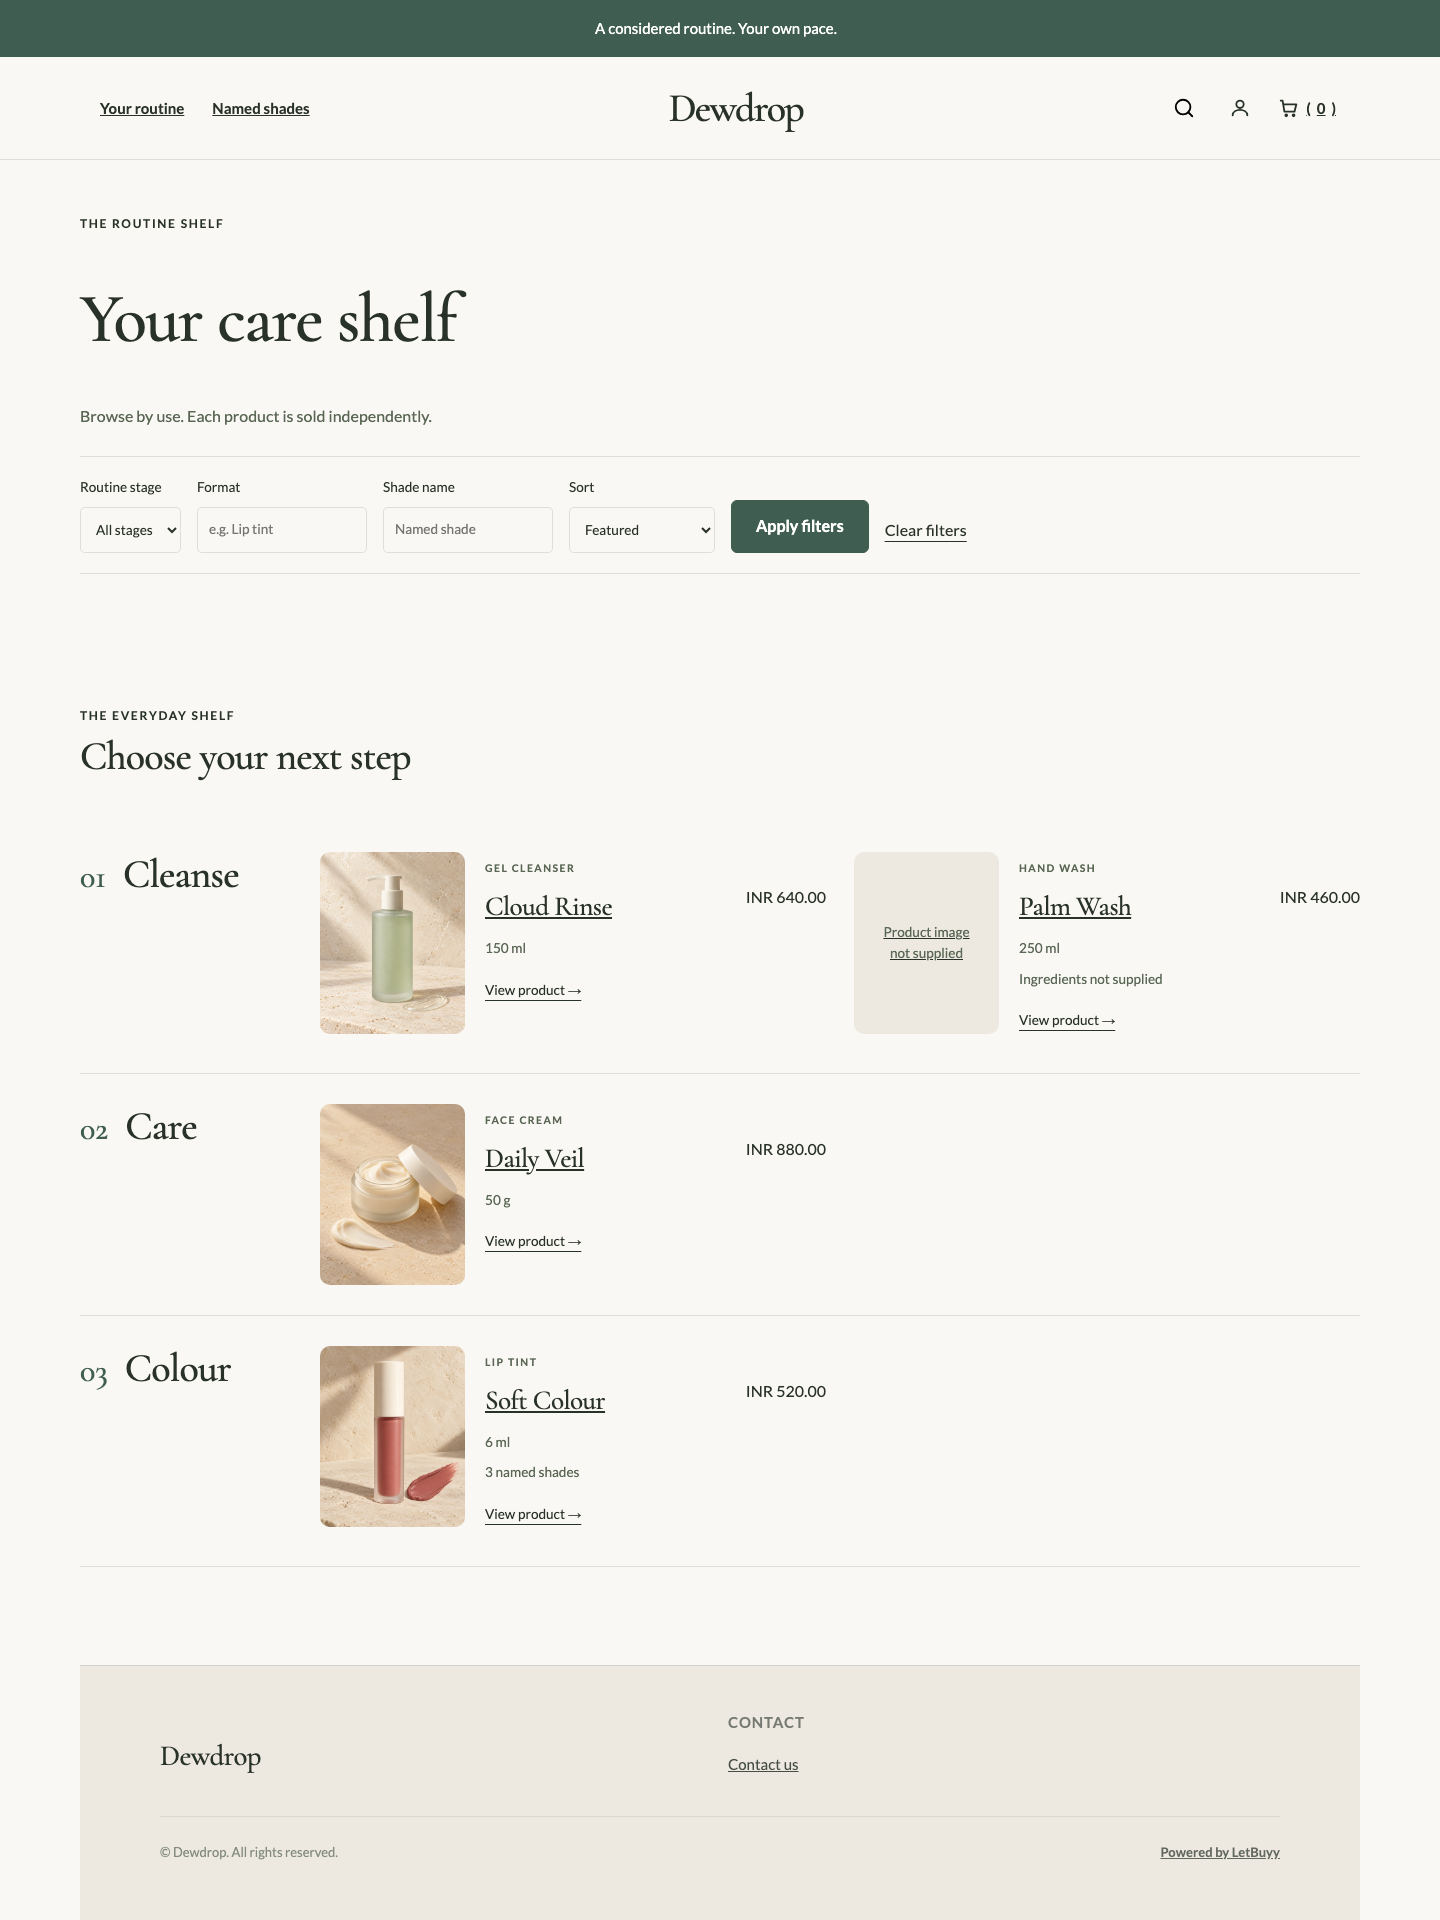 A considered routine. Your own pace.
Your routine
Named shades
Dewdrop
( 0 )
THE ROUTINE SHELF
Your care shelf
Browse by use. Each product is sold independently.
Routine stage
Format
Shade name
Sort
All stages
e.g. Lip tint
Named shade
Featured
Apply filters
Clear filters
THE EVERYDAY SHELF
Choose your next step
01 Cleanse
GEL CLEANSER
Cloud Rinse
INR 640.00
150 ml
View product →
Product image
not supplied
HAND WASH
Palm Wash
INR 460.00
250 ml
Ingredients not supplied
View product →
02 Care
FACE CREAM
Daily Veil
INR 880.00
50 g
View product →
03 Colour
LIP TINT
Soft Colour
INR 520.00
6 ml
3 named shades
View product →
Dewdrop
CONTACT
Contact us
© Dewdrop. All rights reserved.
Powered by LetBuyy